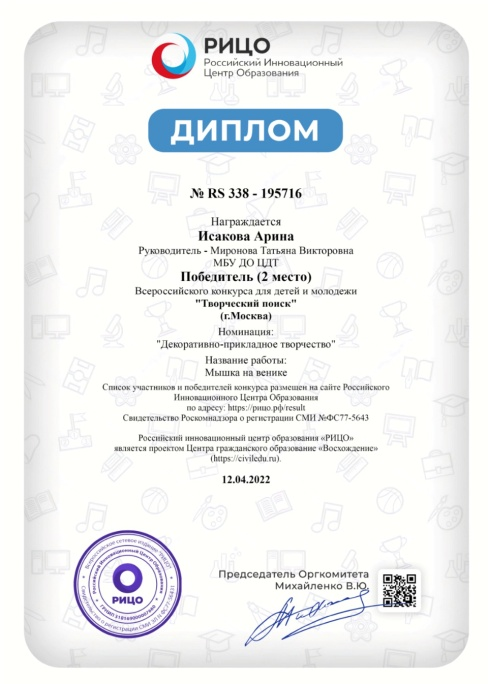 РИЦО
Российский Инновационный
Центр Образования
ДИПЛОМ
№ RS 338 - 195716
Награждается
Исакова Арина
Руководитель - Миронова Татьяна Викторовна
МБУ ДО ЦДТ
Победитель (2 место)
Всероссийского конкурса для детей и молодежи
"Творческий поиск"
(г.Москва)
Номинация:
"Декоративно-прикладное творчество"
Название работы:
Мышка на венике
Список участников и победителей конкурса размещен на сайте Российского
Инновационного Центра Образования
по адресу: https://рицо.рф/result
Свидетельство Роскомнадзора о регистрации СМИ №ФС77-5643
Российский инновационный центр образования «РИЦО»
является проектом Центра гражданского образования «Восхождение»
(https://civiledu.ru).
12.04.2022
Российский Инновационный Центр Образования
РИЦО
Председатель Оргкомитета
Михайленко В.Ю.